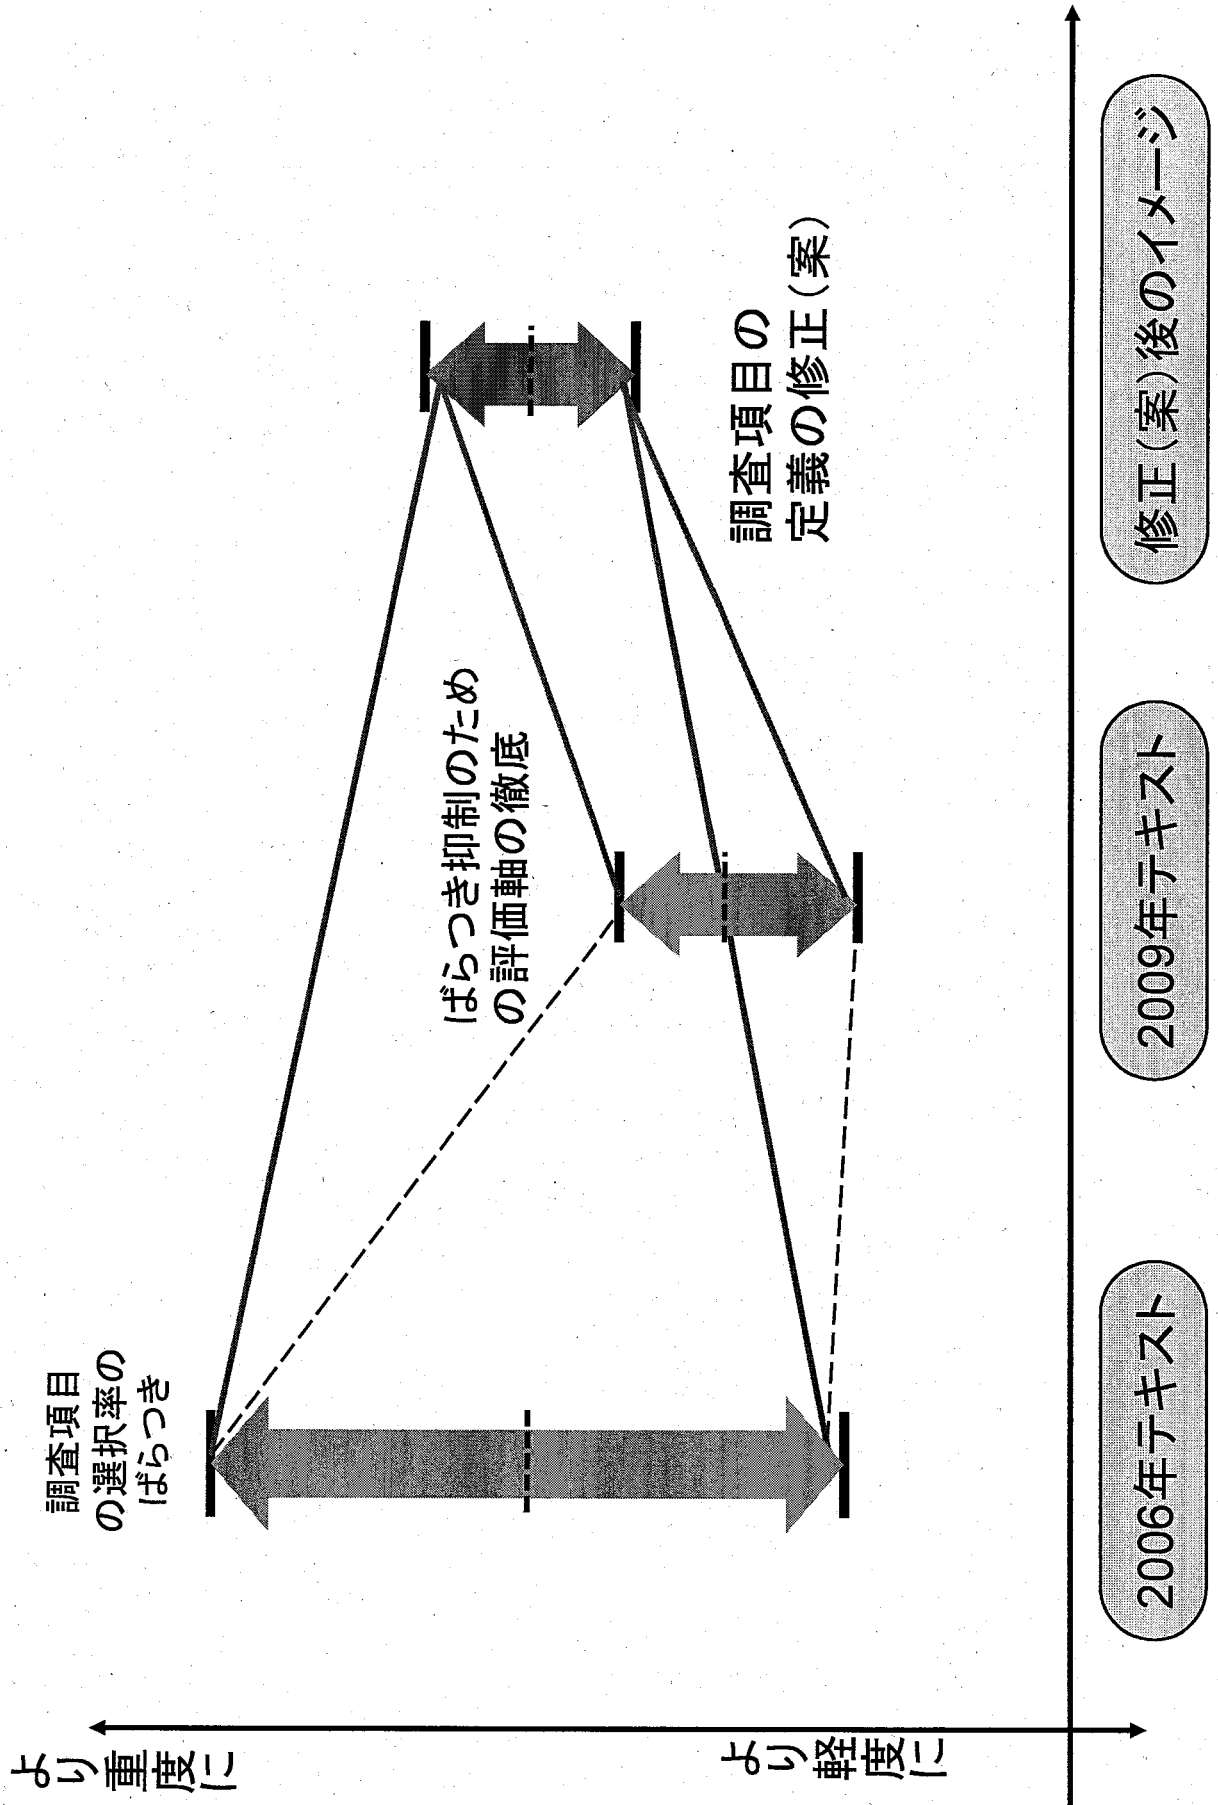 より重度に
より軽度に
調査項目
の選択率の
ばらつき
ばらつき抑制のため
の評価軸の徹底
調査項目の
定義の修正(案)
2006年テキスト
2009年テキスト
修正(案)後のイメージ